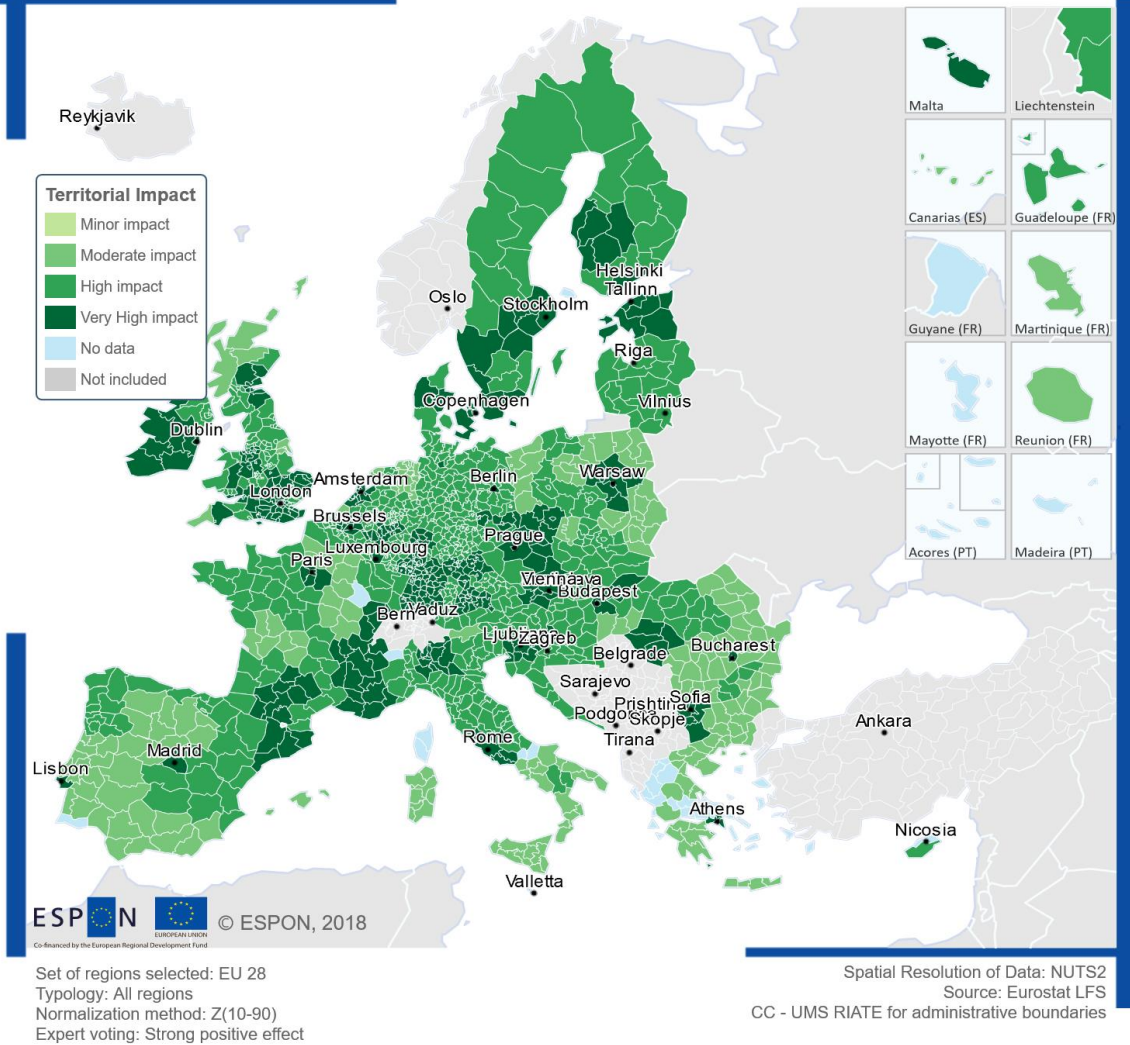 Reykjavik
Territorial Impact
Minor impact
Moderate impact
High impact
Very High impact
No data
Not included
Malta
Liechtenstein
Canarias (ES)
Guadeloupe (FR)
Guyane (FR)
Martinique (FR)
Mayotte (FR)
Reunion (FR)
Acores (PT)
Madeira (PT)
Oslo
Helsinki
Tallinn
Stockholm
Riga
Copenhagen
Vilnius
Dublin
Amsterdam
Berlin
Warsaw
London
Brussels
Prague
Luxembourg
Paris
Vienna
Budapest
Bern
Vaduz
Zagreb
Belgrade
Bucharest
Sarajevo
Prishtina
Sofia
Skopje
Tirana
Rome
Madrid
Lisbon
Ankara
Athens
Nicosia
Valletta
ESPON
EUROPEAN UNION
Co-financed by the European Regional Development Fund
© ESPON, 2018
Set of regions selected: EU 28
Typology: All regions
Normalization method: Z(10-90)
Expert voting: Strong positive effect
Spatial Resolution of Data: NUTS2
Source: Eurostat LFS
CC - UMS RIATE for administrative boundaries